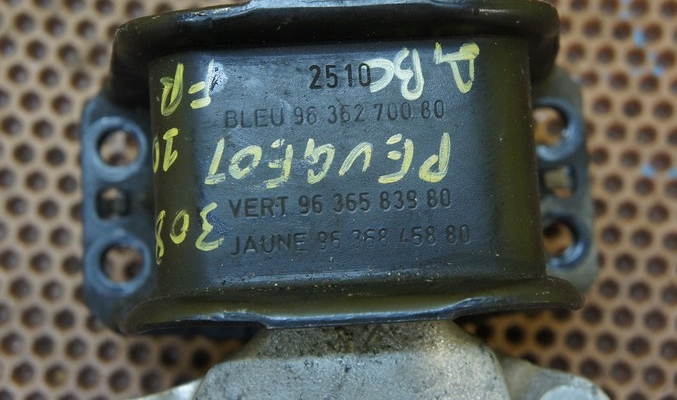 2510
BLEU 96 362 700 80
VERT 96 365 839 80
JAUNE 96 368 458 80
ABC
PEUGEOT
308